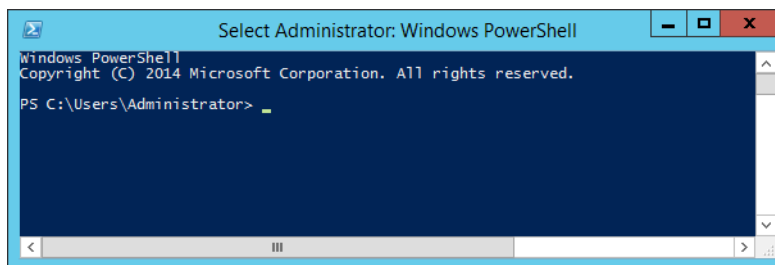 Select Administrator: Windows PowerShell
Windows PowerShell
Copyright (C) 2014 Microsoft Corporation. All rights reserved.
PS C:\Users\Administrator> _